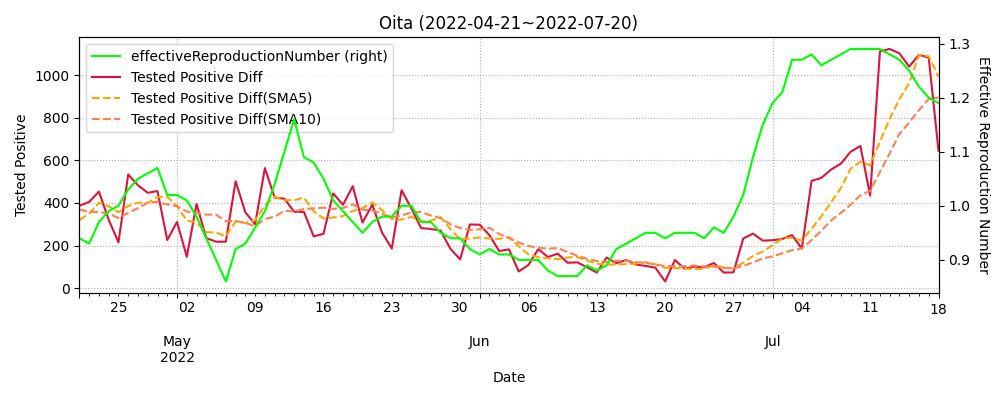 Oita (2022-04-21~2022-07-20)
effectiveReproductionNumber (right)
Tested Positive Diff
Tested Positive Diff(SMA5)
Tested Positive Diff(SMA10)
Tested Positive
1000
800
600
400
200
0
1.3
1.2
1.1
1.0
0.9
Effective Reproduction Number
25 02 09 16 23 30 06 13 20 27 04 11 18
May Jun Jul
2022
Date